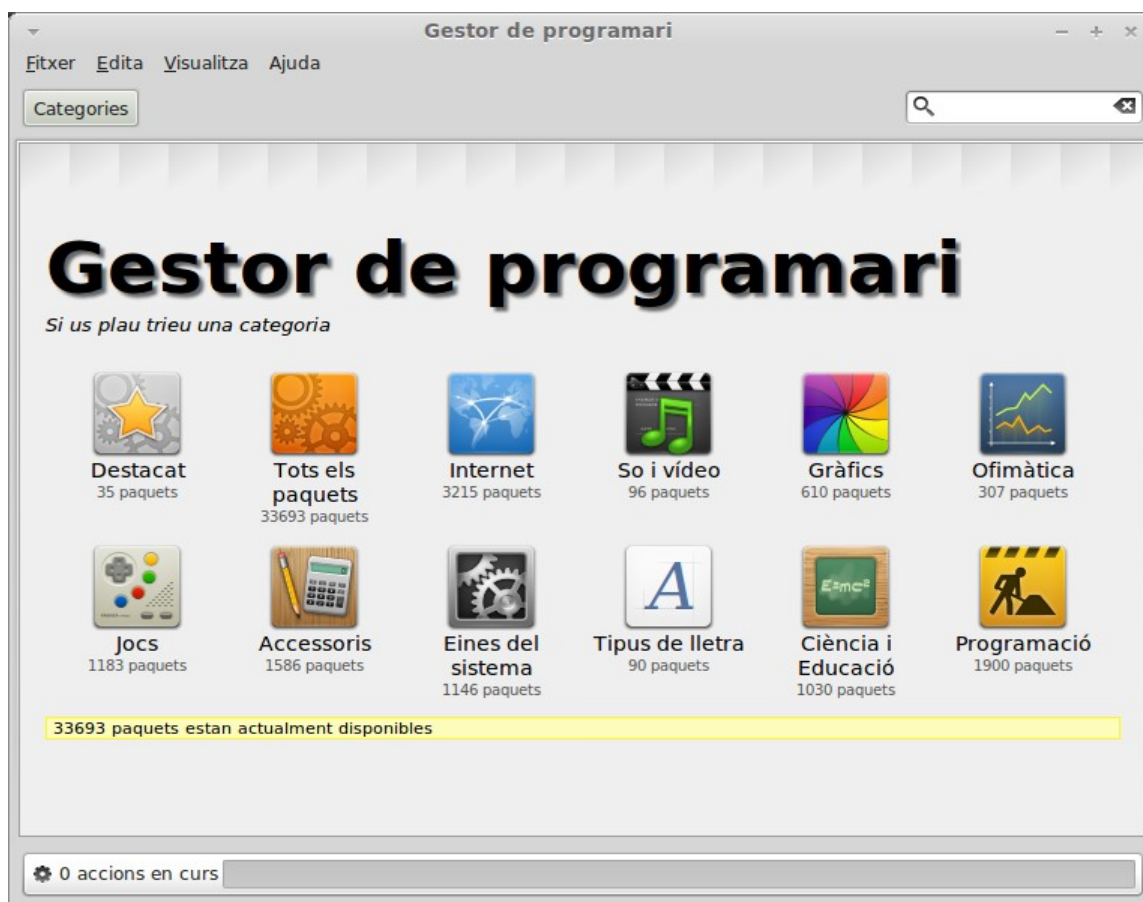 Gestor de programari
Fitxer Edita Visualitza Ajuda
Categories
Gestor de programari
Si us plau trieu una categoria
Destacat
35 paquets
Tots els
paquets
33693 paquets
Internet
3215 paquets
So i vídeo
96 paquets
Gràfics
610 paquets
Ofimàtica
307 paquets
Jocs
1183 paquets
Accessoris
1586 paquets
Eines del
sistema
1146 paquets
A
Tipus de lletra
90 paquets
E=mc²
Ciència i
Educació
1030 paquets
Programació
1900 paquets
33693 paquets estan actualment disponibles
0 accions en curs